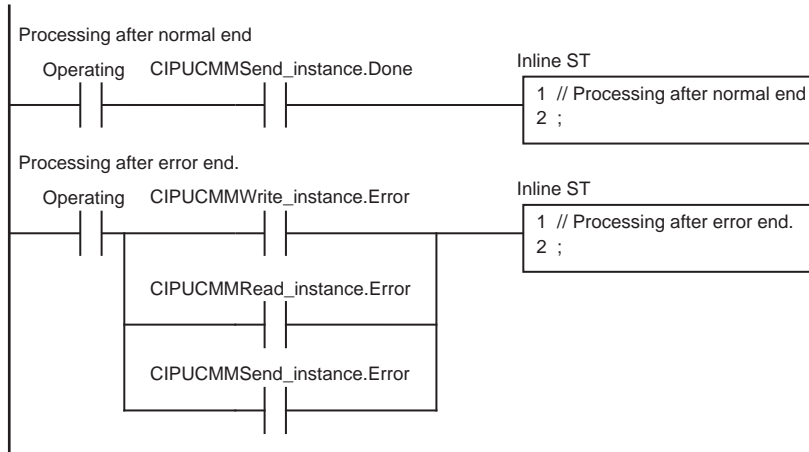 Processing after normal end
Operating CIPUCMMSend_instance.Done
Inline ST
1 // Processing after normal end
2 ;
Processing after error end.
Operating CIPUCMMWrite_instance.Error
Inline ST
1 // Processing after error end.
2 ;
CIPUCMMRead_instance.Error
CIPUCMMSend_instance.Error